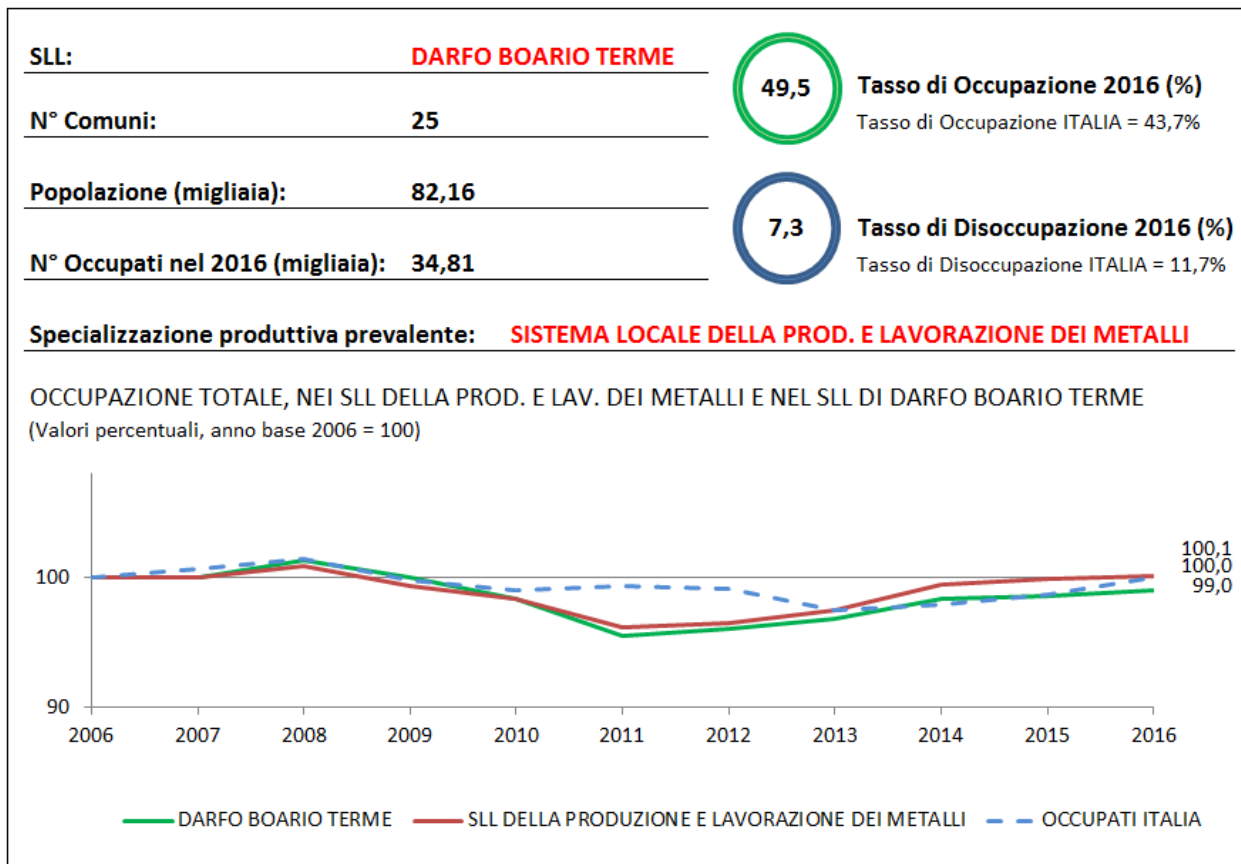 SLL: DARFO BOARIO TERME
N° Comuni: 25
Popolazione (migliaia): 82,16
N° Occupati nel 2016 (migliaia): 34,81
49,5 Tasso di Occupazione 2016 (%)
Tasso di Occupazione ITALIA = 43,7%
7,3 Tasso di Disoccupazione 2016 (%)
Tasso di Disoccupazione ITALIA = 11,7%
Specializzazione produttiva prevalente: SISTEMA LOCALE DELLA PROD. E LAVORAZIONE DEI METALLI
OCCUPAZIONE TOTALE, NEI SLL DELLA PROD. E LAV. DEI METALLI E NEL SLL DI DARFO BOARIO TERME
(Valori percentuali, anno base 2006 = 100)
100,1
100,0
99,0
100
90
2006 2007 2008 2009 2010 2011 2012 2013 2014 2015 2016
DARFO BOARIO TERME SLL DELLA PRODUZIONE E LAVORAZIONE DEI METALLI OCCUPATI ITALIA